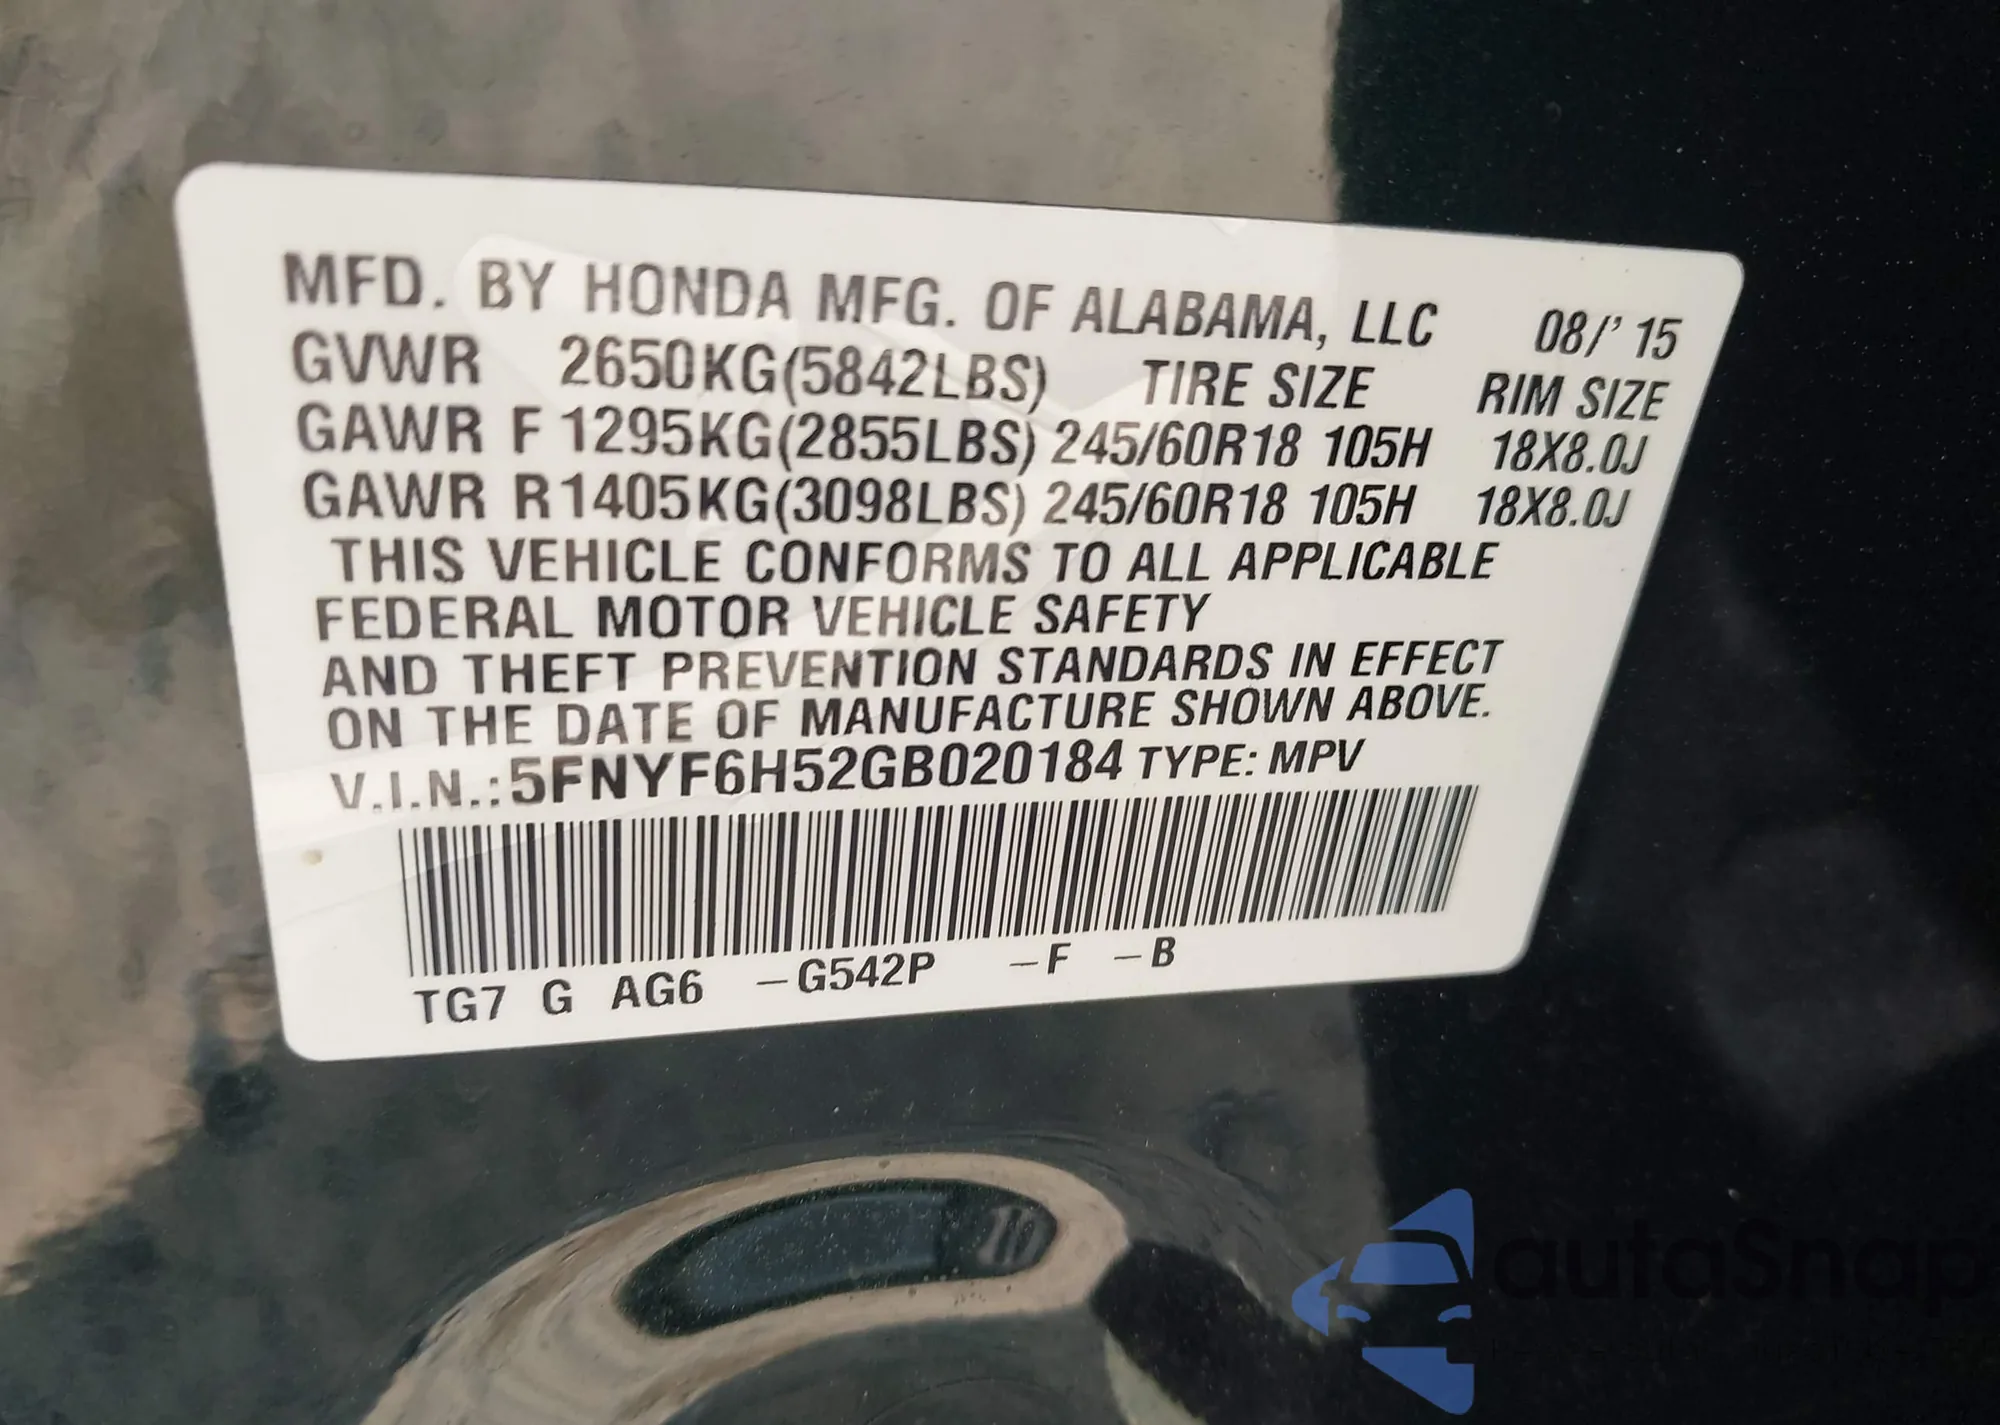 MFD. BY HONDA MFG. OF ALABAMA, LLC 08/' 15
GVWR 2650KG(5842LBS) TIRE SIZE RIM SIZE
GAWR F 1295KG(2855LBS) 245/60R18 105H 18X8.0J
GAWR R1405KG(3098LBS) 245/60R18 105H 18X8.0J
THIS VEHICLE CONFORMS TO ALL APPLICABLE
FEDERAL MOTOR VEHICLE SAFETY
AND THEFT PREVENTION STANDARDS IN EFFECT
ON THE DATE OF MANUFACTURE SHOWN ABOVE.
V.I.N.:5FNYF6H52GB020184 TYPE: MPV
TG7 G AG6 –G542P –F –B
autoSnap